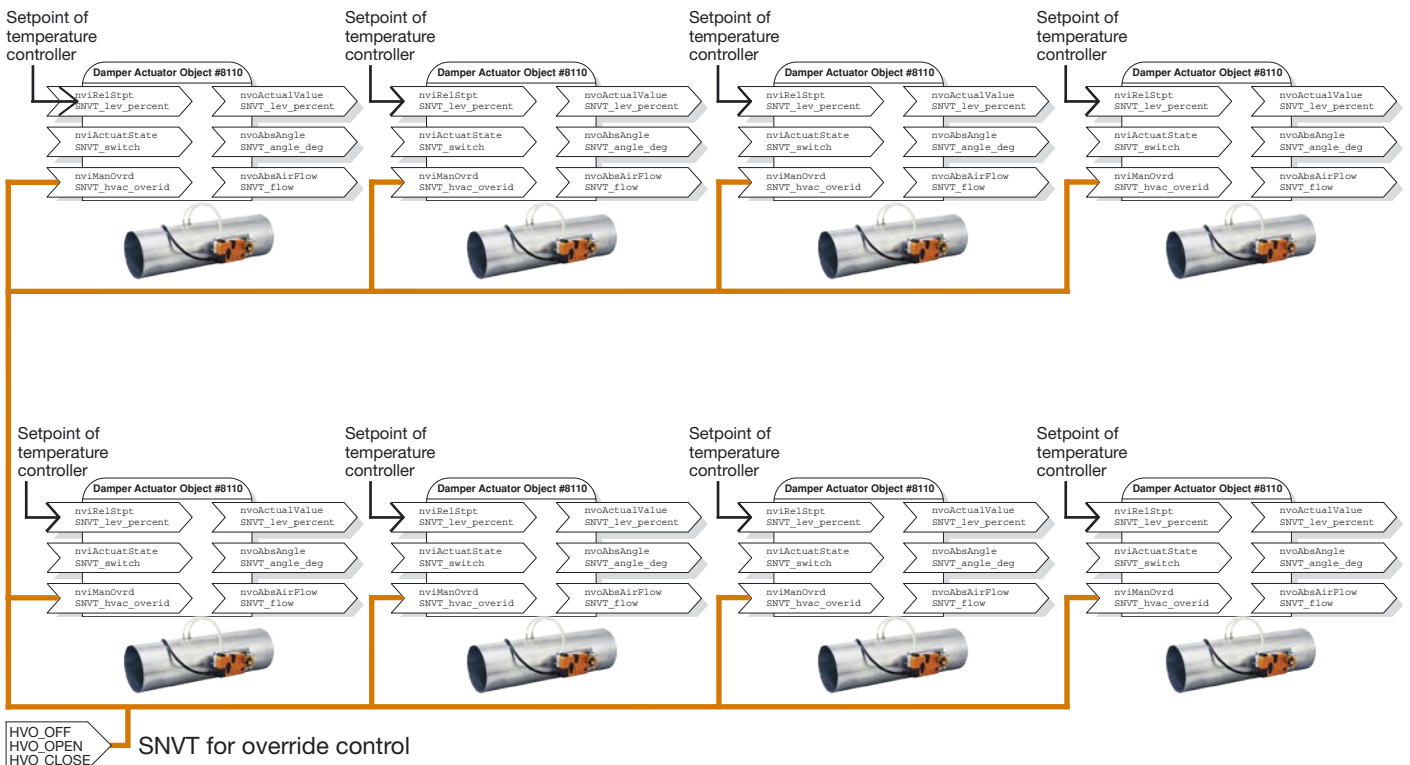 Setpoint of
temperature
controller
Damper Actuator Object #8110
nviRelStpt
SNVT_lev_percent
nvoActualValue
SNVT_lev_percent
nviActuatState
SNVT_switch
nvoAbsAngle
SNVT_angle_deg
nviManOvrd
SNVT_hvac_overid
nvoAbsAirFlow
SNVT_flow
Setpoint of
temperature
controller
Damper Actuator Object #8110
nviRelStpt
SNVT_lev_percent
nvoActualValue
SNVT_lev_percent
nviActuatState
SNVT_switch
nvoAbsAngle
SNVT_angle_deg
nviManOvrd
SNVT_hvac_overid
nvoAbsAirFlow
SNVT_flow
Setpoint of
temperature
controller
Damper Actuator Object #8110
nviRelStpt
SNVT_lev_percent
nvoActualValue
SNVT_lev_percent
nviActuatState
SNVT_switch
nvoAbsAngle
SNVT_angle_deg
nviManOvrd
SNVT_hvac_overid
nvoAbsAirFlow
SNVT_flow
Setpoint of
temperature
controller
Damper Actuator Object #8110
nviRelStpt
SNVT_lev_percent
nvoActualValue
SNVT_lev_percent
nviActuatState
SNVT_switch
nvoAbsAngle
SNVT_angle_deg
nviManOvrd
SNVT_hvac_overid
nvoAbsAirFlow
SNVT_flow
Setpoint of
temperature
controller
Damper Actuator Object #8110
nviRelStpt
SNVT_lev_percent
nvoActualValue
SNVT_lev_percent
nviActuatState
SNVT_switch
nvoAbsAngle
SNVT_angle_deg
nviManOvrd
SNVT_hvac_overid
nvoAbsAirFlow
SNVT_flow
Setpoint of
temperature
controller
Damper Actuator Object #8110
nviRelStpt
SNVT_lev_percent
nvoActualValue
SNVT_lev_percent
nviActuatState
SNVT_switch
nvoAbsAngle
SNVT_angle_deg
nviManOvrd
SNVT_hvac_overid
nvoAbsAirFlow
SNVT_flow
Setpoint of
temperature
controller
Damper Actuator Object #8110
nviRelStpt
SNVT_lev_percent
nvoActualValue
SNVT_lev_percent
nviActuatState
SNVT_switch
nvoAbsAngle
SNVT_angle_deg
nviManOvrd
SNVT_hvac_overid
nvoAbsAirFlow
SNVT_flow
Setpoint of
temperature
controller
Damper Actuator Object #8110
nviRelStpt
SNVT_lev_percent
nvoActualValue
SNVT_lev_percent
nviActuatState
SNVT_switch
nvoAbsAngle
SNVT_angle_deg
nviManOvrd
SNVT_hvac_overid
nvoAbsAirFlow
SNVT_flow
HVO_OFF
HVO_OPEN
HVO_CLOSE
SNVT for override control